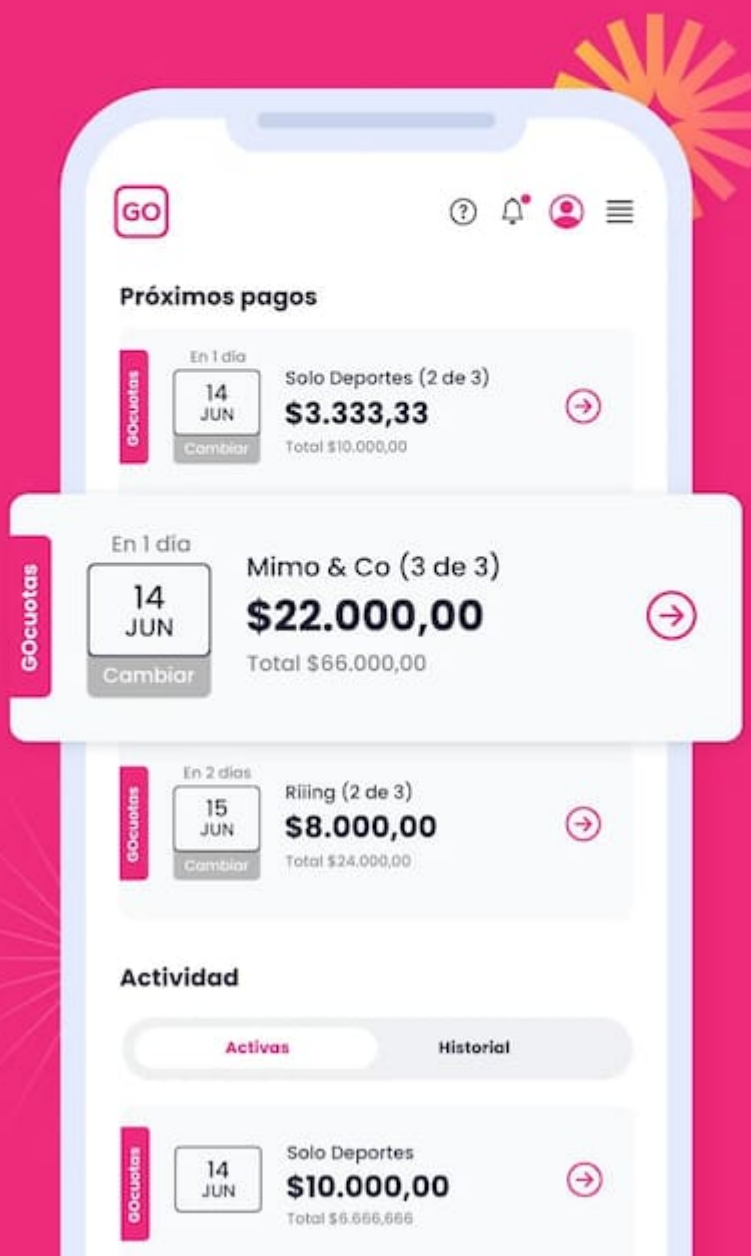 GO
Próximos pagos
GOcuotas
En 1 día
14
JUN
Cambiar
Solo Deportes (2 de 3)
$3.333,33
Total $10.000,00
GOcuotas
En 1 día
14
JUN
Cambiar
Mimo & Co (3 de 3)
$22.000,00
Total $66.000,00
GOcuotas
En 2 días
15
JUN
Cambiar
Riiing (2 de 3)
$8.000,00
Total $24.000,00
Actividad
Activas
Historial
GOcuotas
14
JUN
Solo Deportes
$10.000,00
Total $6.666,666